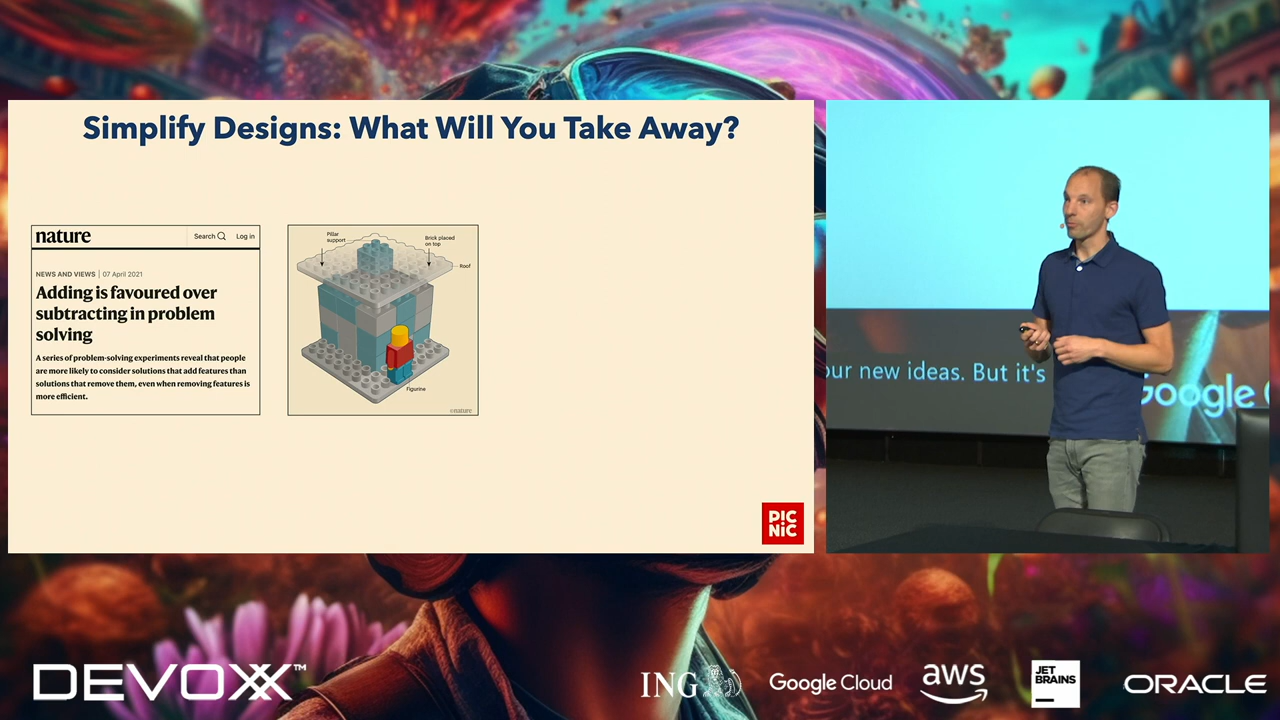 Simplify Designs: What Will You Take Away?
nature
Search
Log in
NEWS AND VIEWS | 07 April 2021
Adding is favoured over
subtracting in problem
solving
A series of problem-solving experiments reveal that people
are more likely to consider solutions that add features than
solutions that remove them, even when removing features is
more efficient.
Pillar
support
Brick placed
on top
Roof
Figurine
©nature
PIC
NIC
our new ideas. But it's
Google
DEVOXX™
ING
Google Cloud
aws
JET
BRAINS
ORACLE